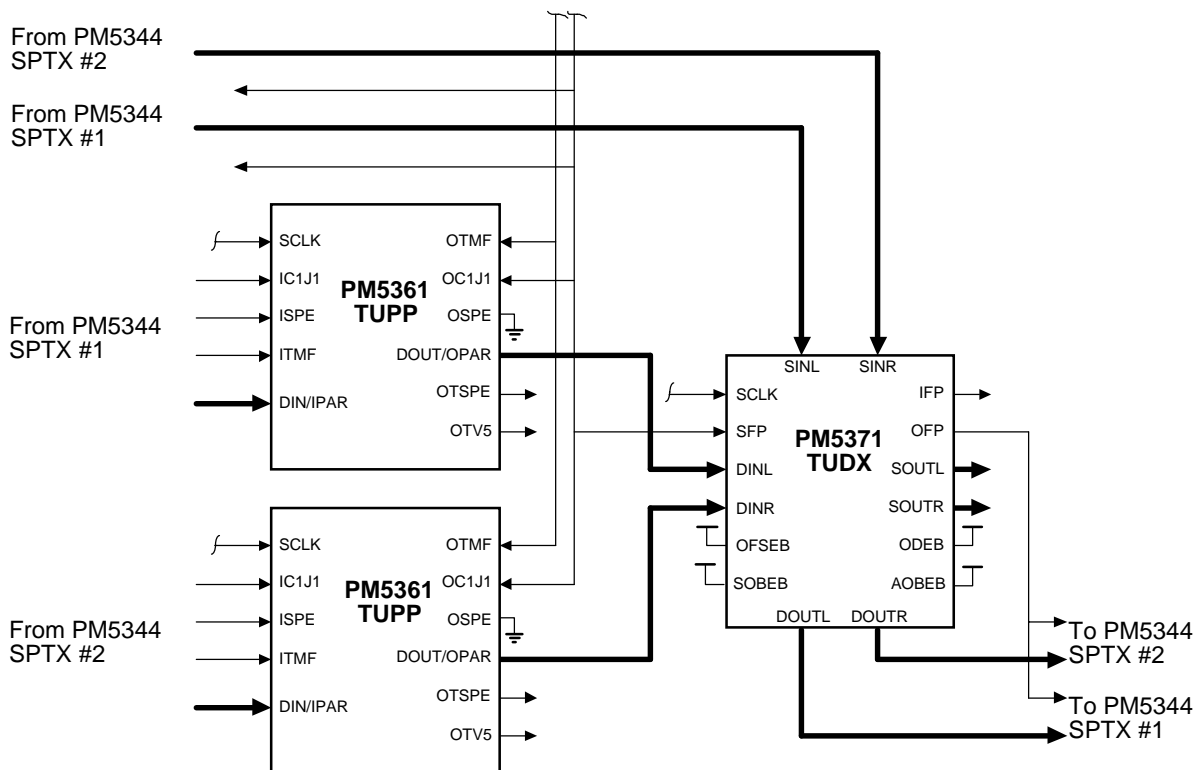 From PM5344
SPTX #2
From PM5344
SPTX #1
SCLK
IC1J1
ISPE
ITMF
DIN/IPAR
PM5361
TUPP
OTMF
OC1J1
OSPE
DOUT/OPAR
OTSPE
OTV5
From PM5344
SPTX #1
SCLK
IC1J1
ISPE
ITMF
DIN/IPAR
PM5361
TUPP
OTMF
OC1J1
OSPE
DOUT/OPAR
OTSPE
OTV5
From PM5344
SPTX #2
SINL
SINR
SCLK
SFP
DINL
DINR
OFSEB
SOBEB
PM5371
TUDX
IFP
OFP
SOUTL
SOUTR
ODEB
AOBEB
DOUTL
DOUTR
To PM5344
SPTX #2
To PM5344
SPTX #1